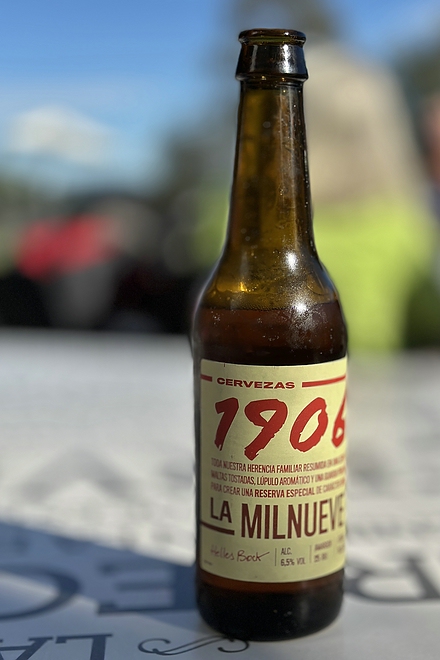 CERVEZAS
1906
TODA NUESTRA HERENCIA FAMILIAR RESUMIDA EN
MALTAS TOSTADAS, LÚPULO AROMÁTICO Y UNA
PARA CREAR UNA RESERVA ESPECIAL DE
LA MILNUEVE
Helles Bock
ALC.
6,5% VOL.